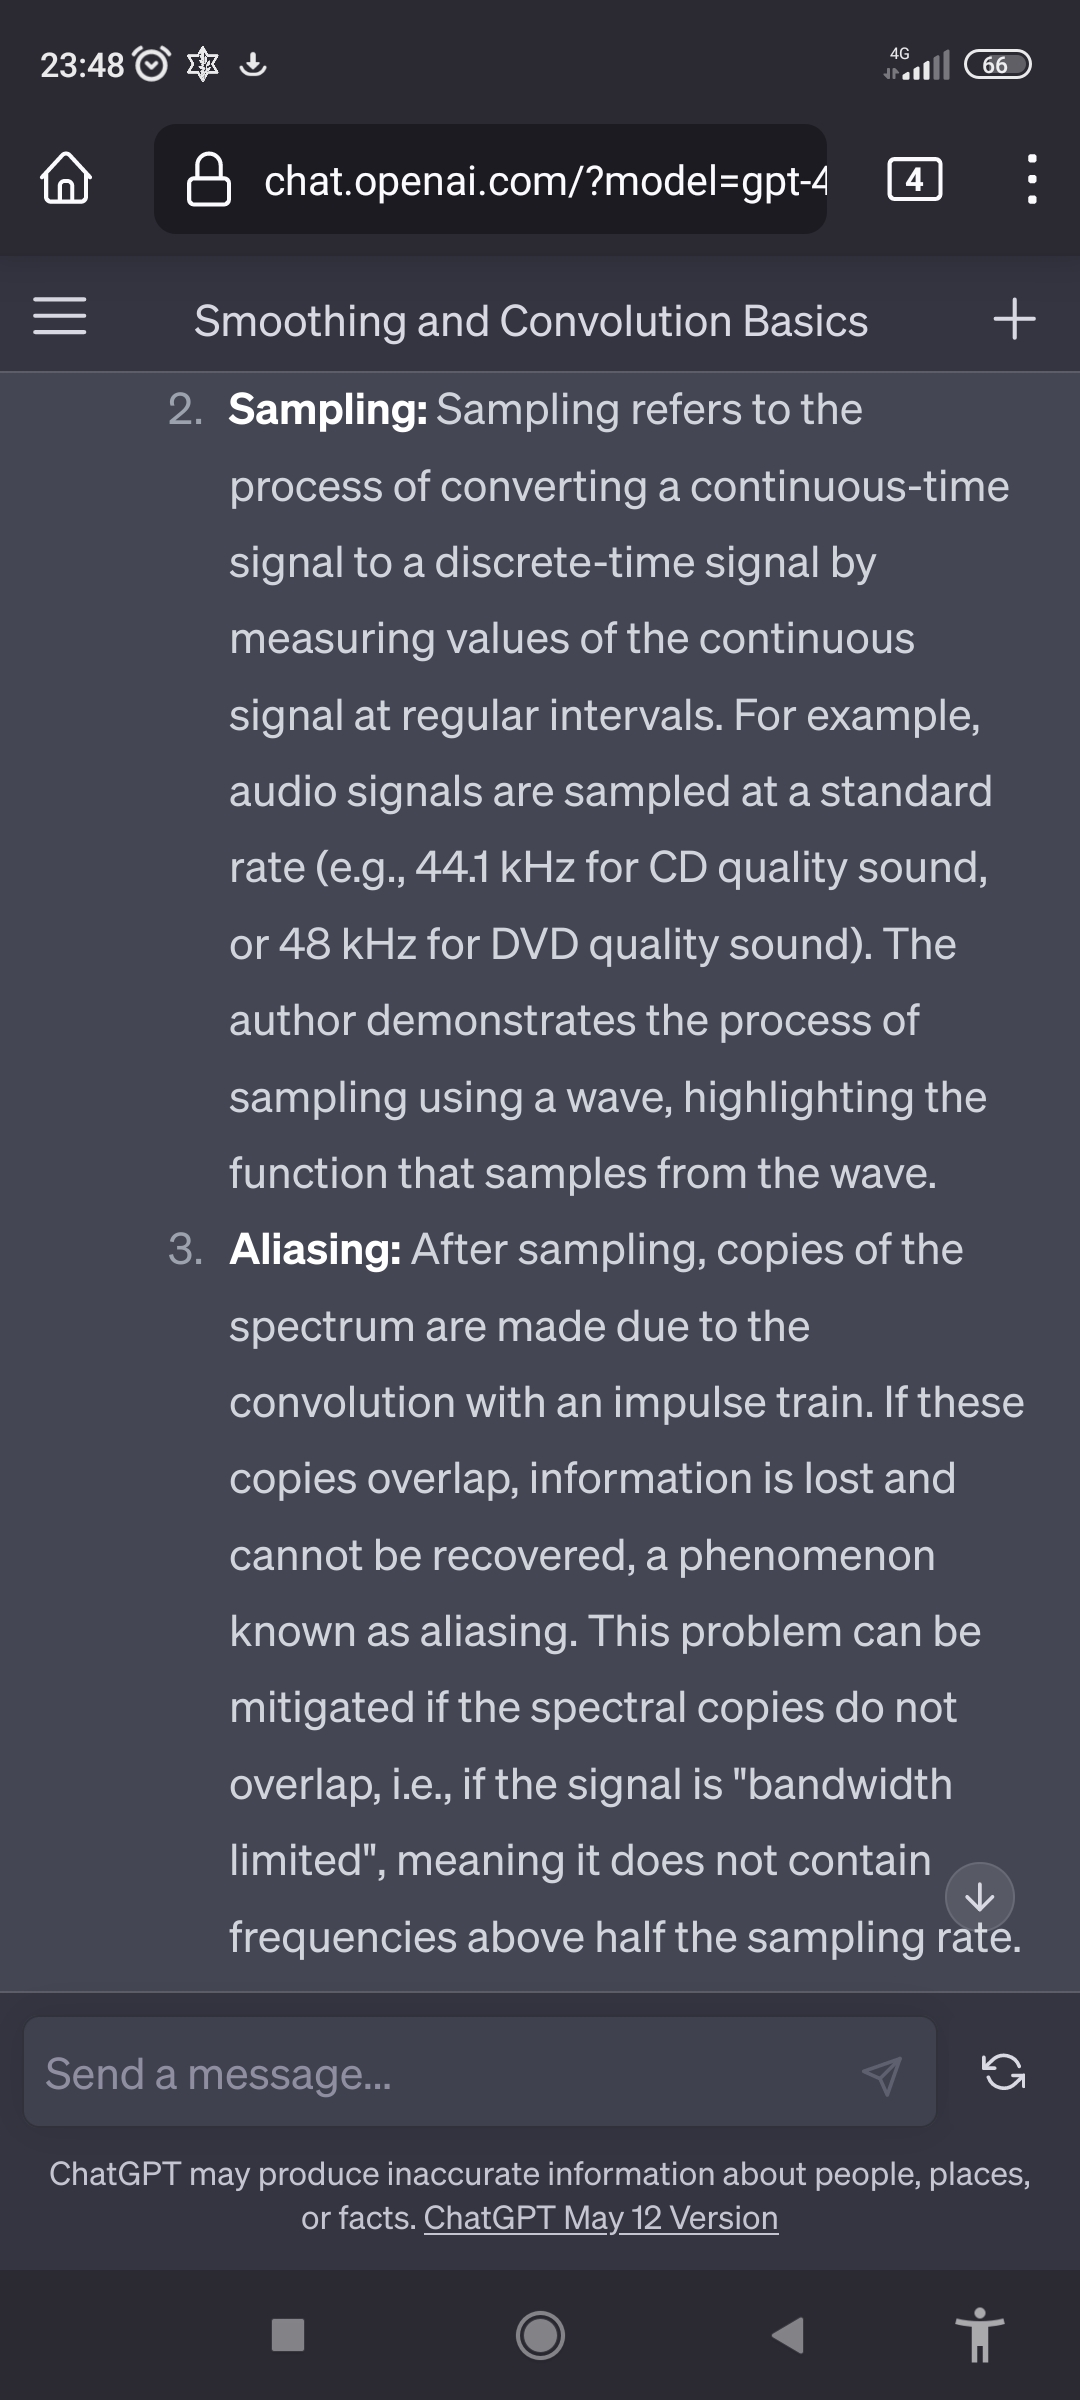 23:48
4G
66
chat.openai.com/?model=gpt-4
4
Smoothing and Convolution Basics
2. Sampling: Sampling refers to the
process of converting a continuous-time
signal to a discrete-time signal by
measuring values of the continuous
signal at regular intervals. For example,
audio signals are sampled at a standard
rate (e.g., 44.1 kHz for CD quality sound,
or 48 kHz for DVD quality sound). The
author demonstrates the process of
sampling using a wave, highlighting the
function that samples from the wave.
3. Aliasing: After sampling, copies of the
spectrum are made due to the
convolution with an impulse train. If these
copies overlap, information is lost and
cannot be recovered, a phenomenon
known as aliasing. This problem can be
mitigated if the spectral copies do not
overlap, i.e., if the signal is "bandwidth
limited", meaning it does not contain
frequencies above half the sampling rate.
Send a message...
ChatGPT may produce inaccurate information about people, places,
or facts. ChatGPT May 12 Version